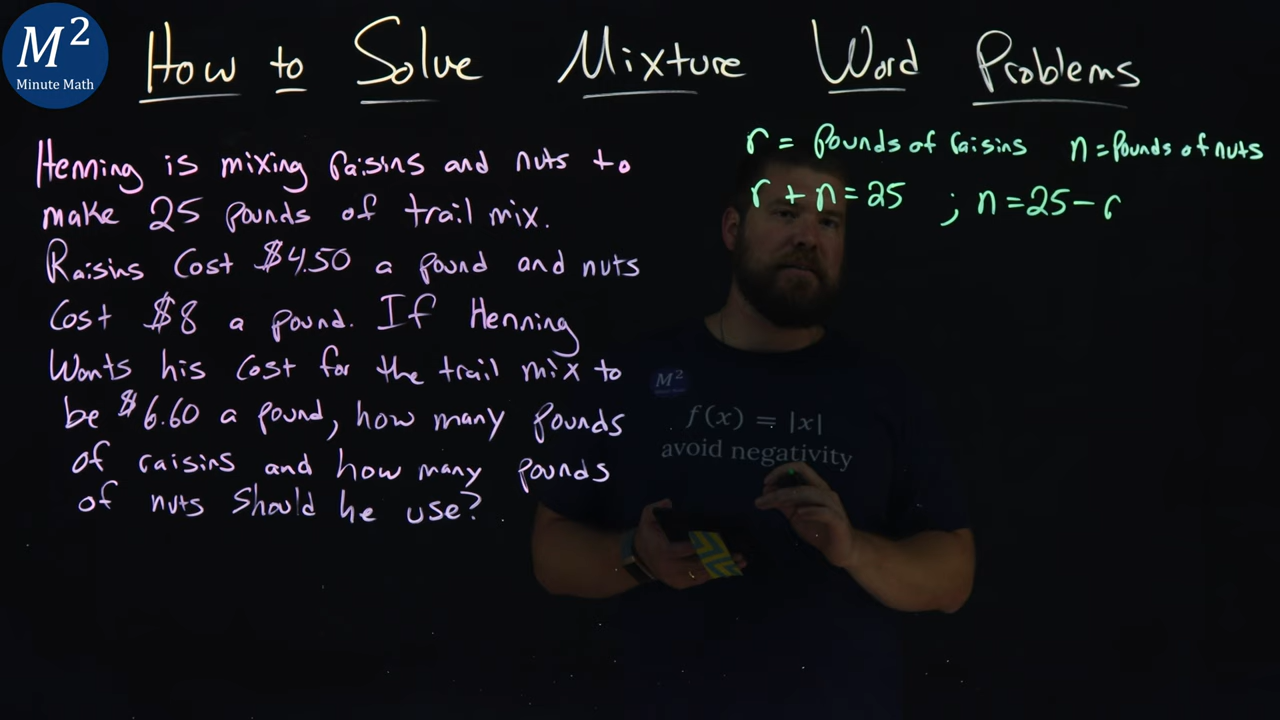 M²
Minute Math
How to Solve Mixture Word Problems
Henning is mixing raisins and nuts to
make 25 pounds of trail mix.
Raisins cost $4.50 a pound and nuts
cost $8 a pound. If Henning
wants his cost for the trail mix to
be $6.60 a pound, how many pounds
of raisins and how many pounds
of nuts should he use?
r = pounds of raisins n = pounds of nuts
r + n = 25 ; n = 25 - r
M²
Minute Math
f(x) = |x|
avoid negativity